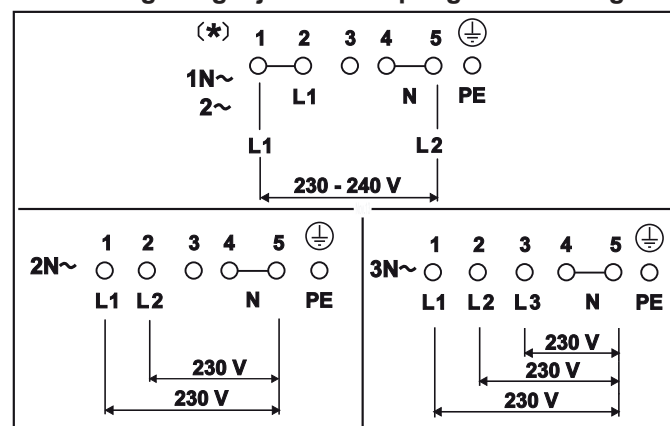 (*) 1 2 3 4 5
1N~ L1 N PE
2~
L1 L2
230 - 240 V
1 2 3 4 5
2N~
L1 L2 N PE
230 V
230 V
1 2 3 4 5
3N~
L1 L2 L3 N PE
230 V
230 V
230 V